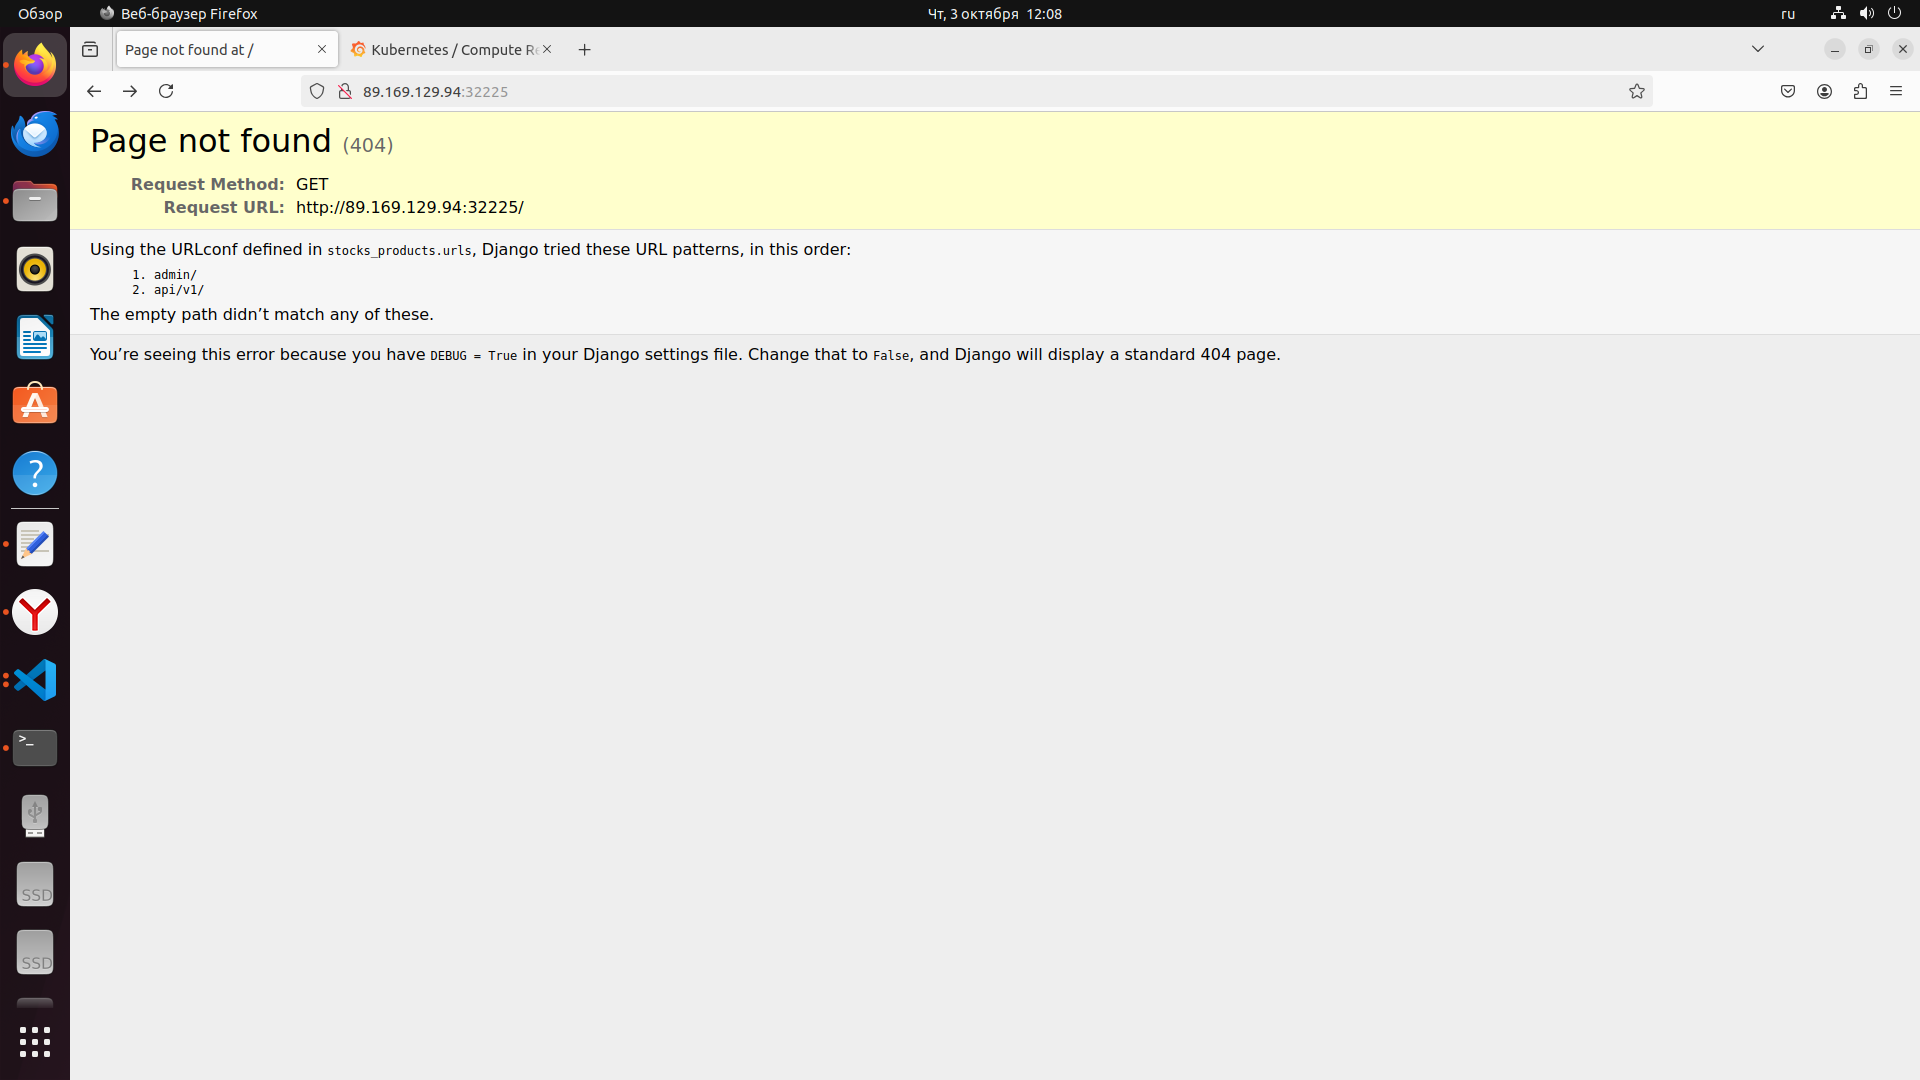 Обзор
Веб-браузер Firefox
Чт, 3 октября 12:08
ru
Page not found at /
Kubernetes / Compute Re
89.169.129.94:32225
Page not found (404)
Request Method: GET
Request URL: http://89.169.129.94:32225/
Using the URLconf defined in stocks_products.urls, Django tried these URL patterns, in this order:
1. admin/
2. api/v1/
The empty path didn’t match any of these.
You’re seeing this error because you have DEBUG = True in your Django settings file. Change that to False, and Django will display a standard 404 page.
>_
SSD
SSD